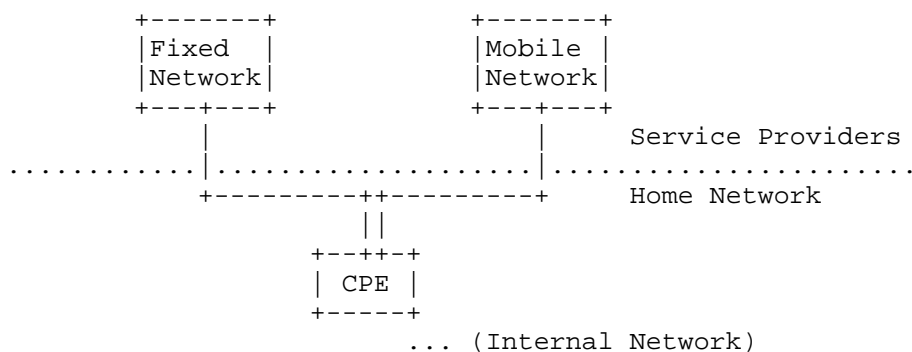 Fixed Mobile
Network Network
Service Providers
Home Network
CPE
... (Internal Network)